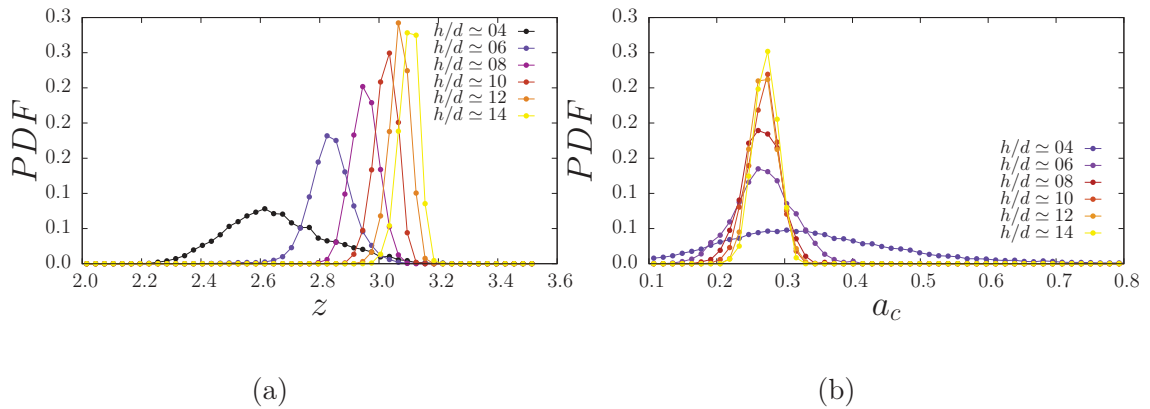 0.3
0.3
0.2
0.2
0.1
0.1
0.0
PDF
2.0 2.2 2.4 2.6 2.8 3.0 3.2 3.4 3.6
z
h/d ≃ 04
h/d ≃ 06
h/d ≃ 08
h/d ≃ 10
h/d ≃ 12
h/d ≃ 14
(a)
0.3
0.3
0.2
0.2
0.1
0.1
0.0
PDF
0.1 0.2 0.3 0.4 0.5 0.6 0.7 0.8
a_c
h/d ≃ 04
h/d ≃ 06
h/d ≃ 08
h/d ≃ 10
h/d ≃ 12
h/d ≃ 14
(b)